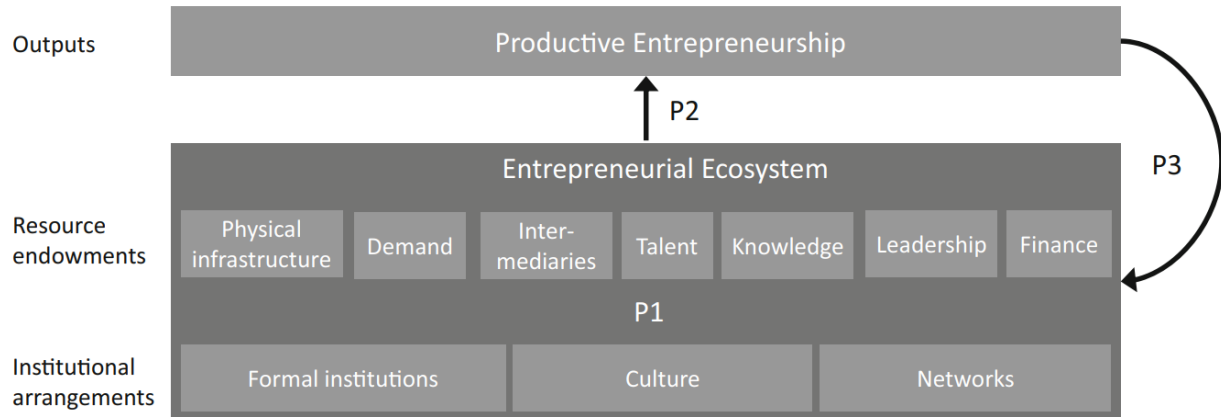 Outputs
Productive Entrepreneurship
P2
P3
Entrepreneurial Ecosystem
Resource
endowments
Physical
infrastructure
Demand
Inter-
mediaries
Talent
Knowledge
Leadership
Finance
P1
Institutional
arrangements
Formal institutions
Culture
Networks